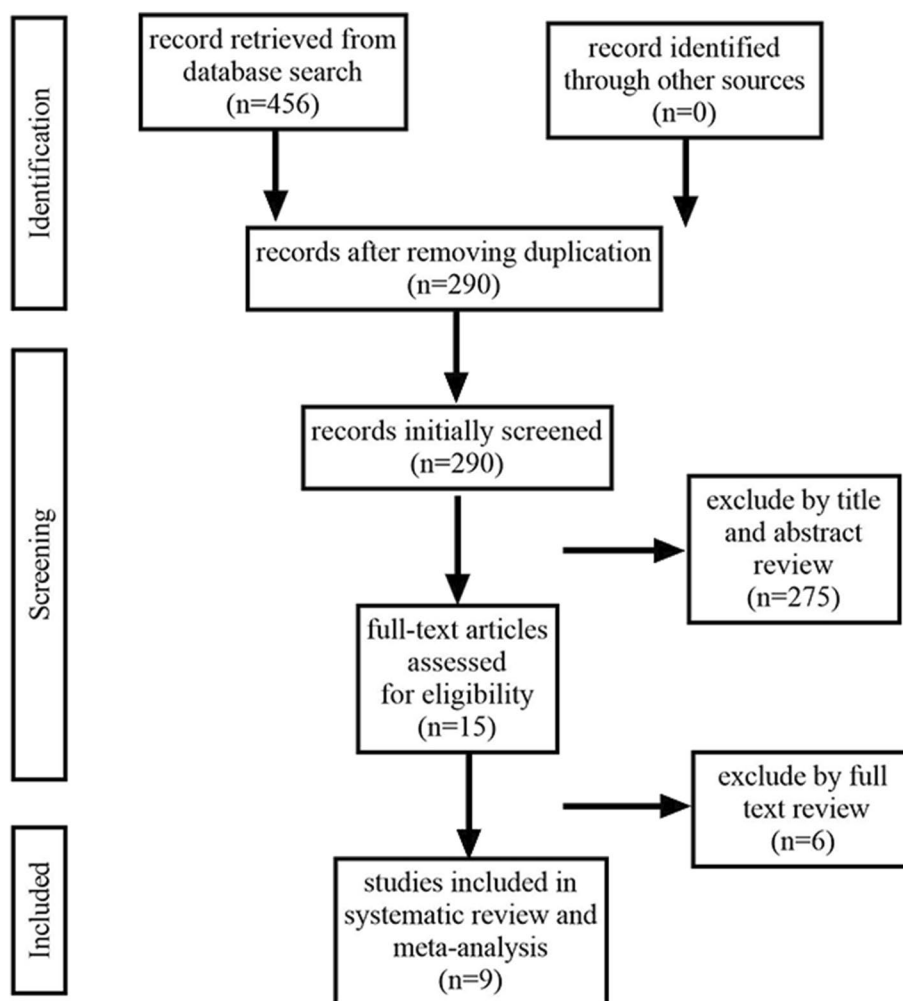 Identification
record retrieved from
database search
(n=456)
record identified
through other sources
(n=0)
records after removing duplication
(n=290)
Screening
records initially screened
(n=290)
exclude by title
and abstract
review
(n=275)
full-text articles
assessed
for eligibility
(n=15)
exclude by full
text review
(n=6)
Included
studies included in
systematic review and
meta-analysis
(n=9)